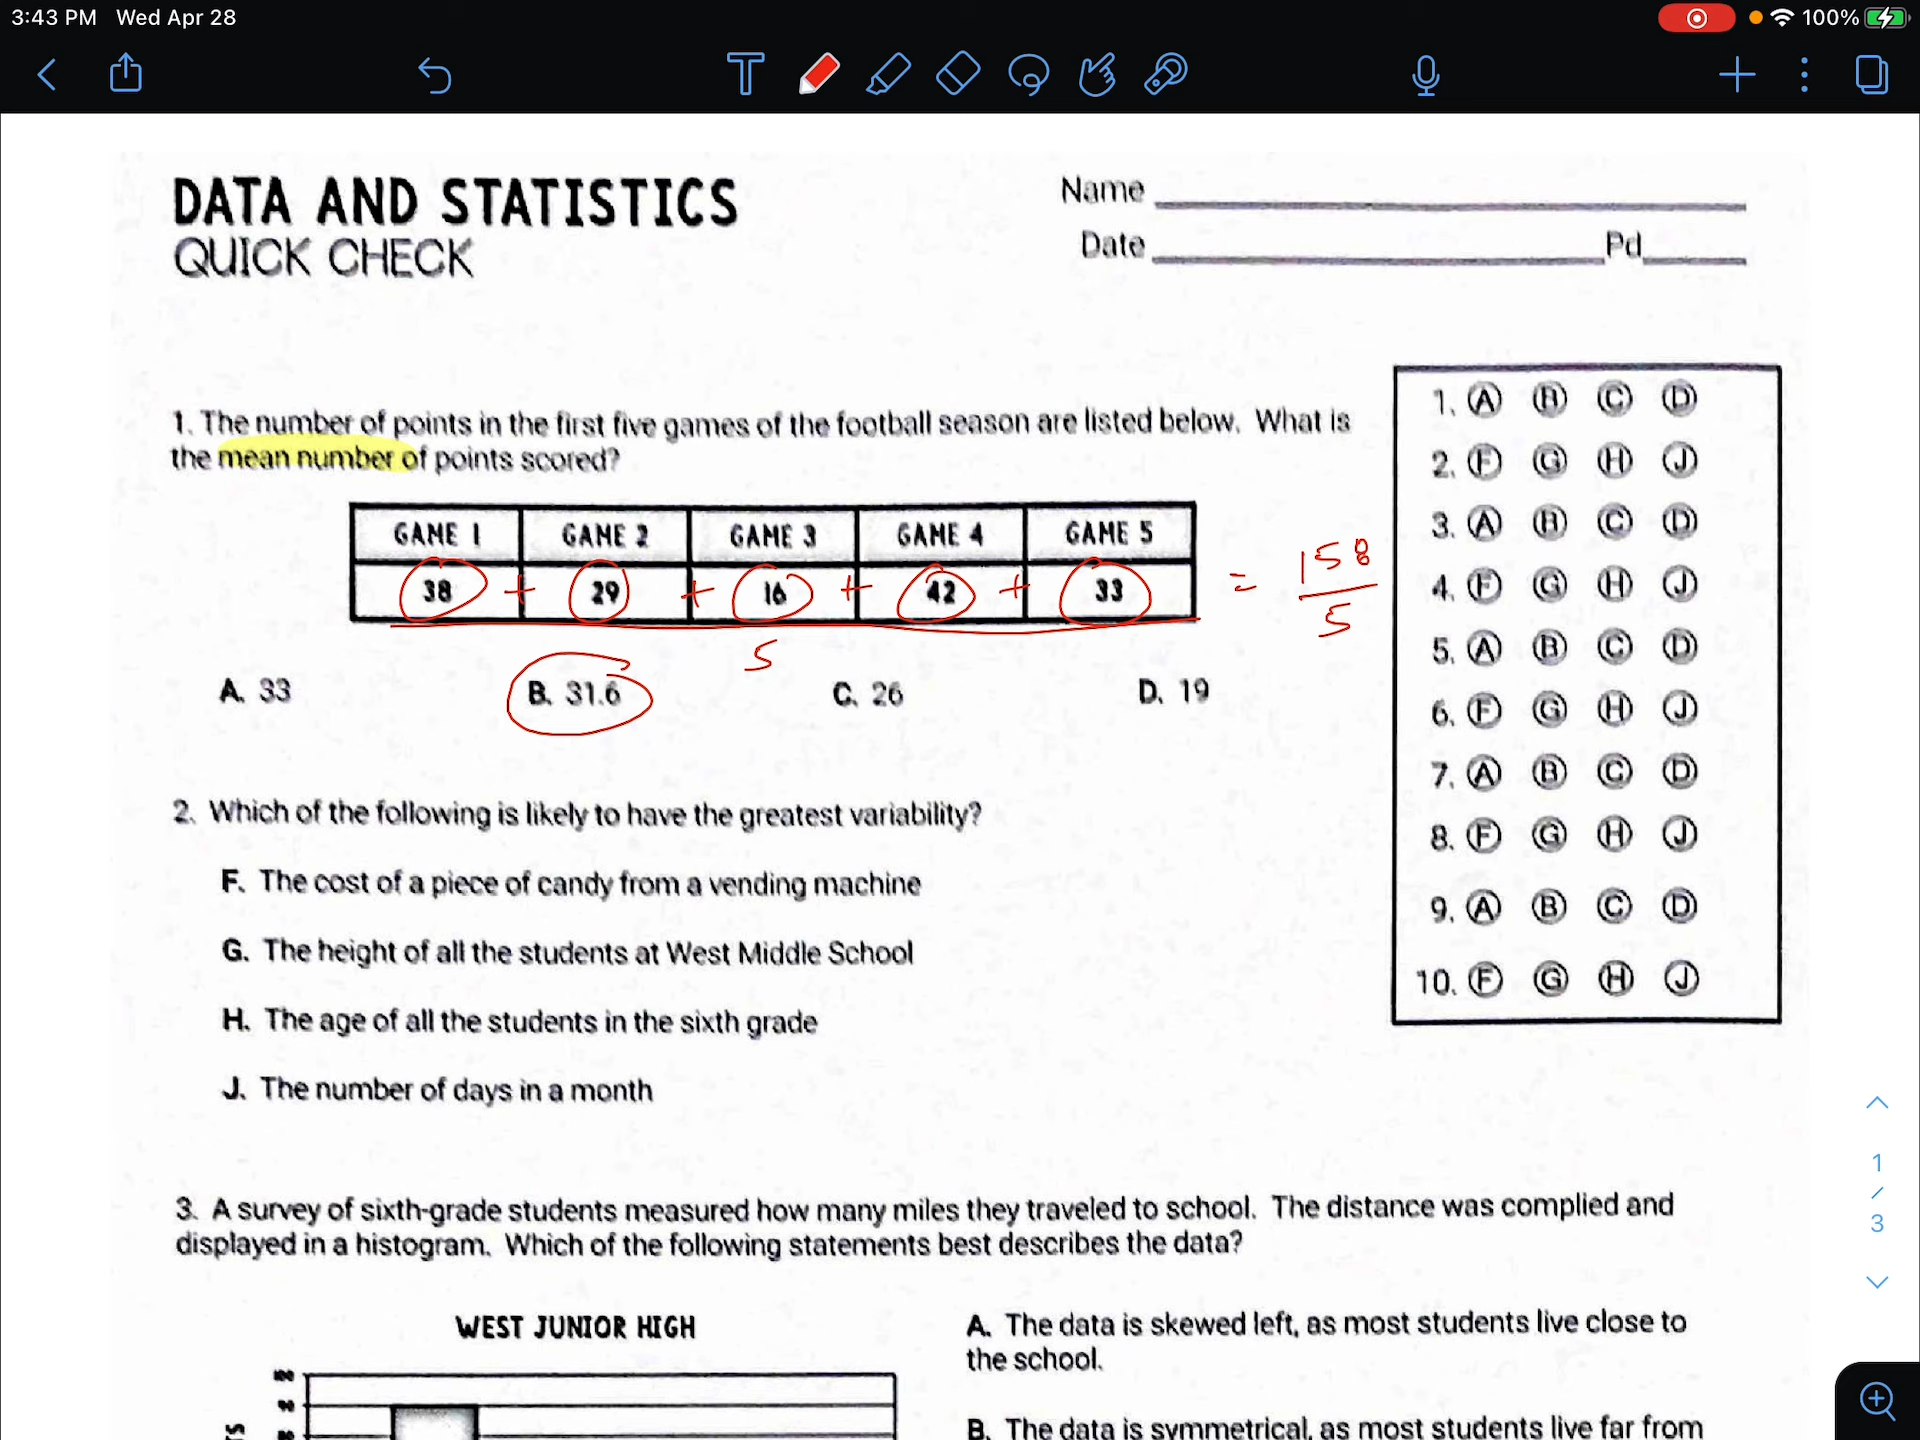 3:43 PM Wed Apr 28
100%
T
DATA AND STATISTICS
QUICK CHECK
Name
Date Pd
1. The number of points in the first five games of the football season are listed below. What is
the mean number of points scored?
GAME 1 GAME 2 GAME 3 GAME 4 GAME 5
38 + 29 + 16 + 42 + 33 = 158
5 5
A. 33 B. 31.6 C. 26 D. 19
2. Which of the following is likely to have the greatest variability?
F. The cost of a piece of candy from a vending machine
G. The height of all the students at West Middle School
H. The age of all the students in the sixth grade
J. The number of days in a month
3. A survey of sixth-grade students measured how many miles they traveled to school. The distance was complied and
displayed in a histogram. Which of the following statements best describes the data?
WEST JUNIOR HIGH
100
90
80
A. The data is skewed left, as most students live close to
the school.
B. The data is symmetrical, as most students live far from
1. A B C D
2. F G H J
3. A B C D
4. F G H J
5. A B C D
6. F G H J
7. A B C D
8. F G H J
9. A B C D
10. F G H J
1
/
3